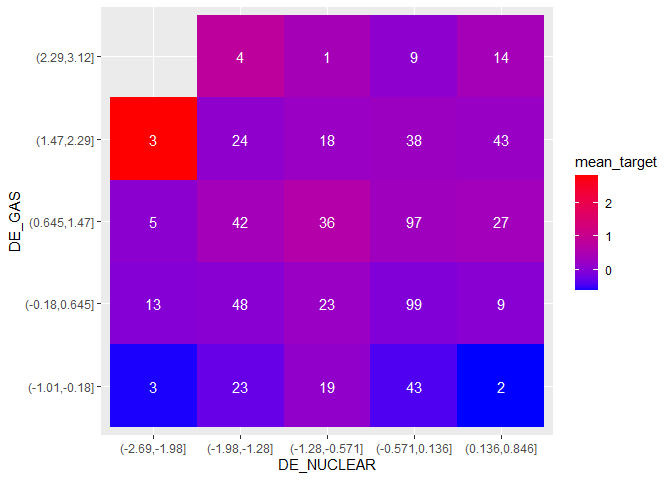 (2.29,3.12] 4 1 9 14
(1.47,2.29] 3 24 18 38 43
(0.645,1.47] 5 42 36 97 27
(-0.18,0.645] 13 48 23 99 9
(-1.01,-0.18] 3 23 19 43 2
(-2.69,-1.98] (-1.98,-1.28] (-1.28,-0.571] (-0.571,0.136] (0.136,0.846]
DE_NUCLEAR
DE_GAS
mean_target
2
1
0